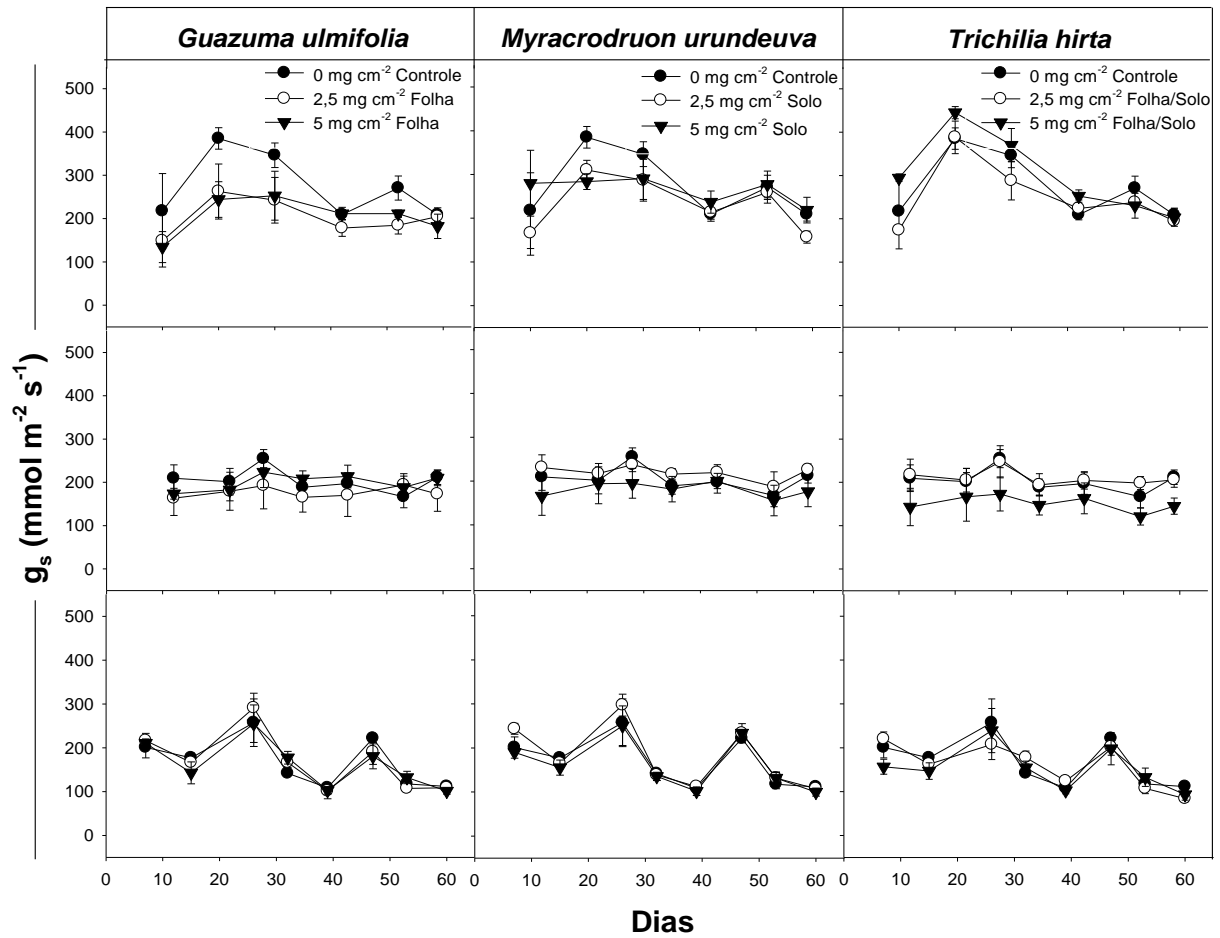 Guazuma ulmifolia
Myracrodruon urundeuva
Trichilia hirta
0 mg cm-2 Controle
2,5 mg cm-2 Folha
5 mg cm-2 Folha
0 mg cm-2 Controle
2,5 mg cm-2 Solo
5 mg cm-2 Solo
0 mg cm-2 Controle
2,5 mg cm-2 Folha/Solo
5 mg cm-2 Folha/Solo
500
400
300
200
100
0
500
400
300
200
100
0
500
400
300
200
100
0
gs (mmol m-2 s-1)
0 10 20 30 40 50 60
0 10 20 30 40 50 60
0 10 20 30 40 50 60
Dias